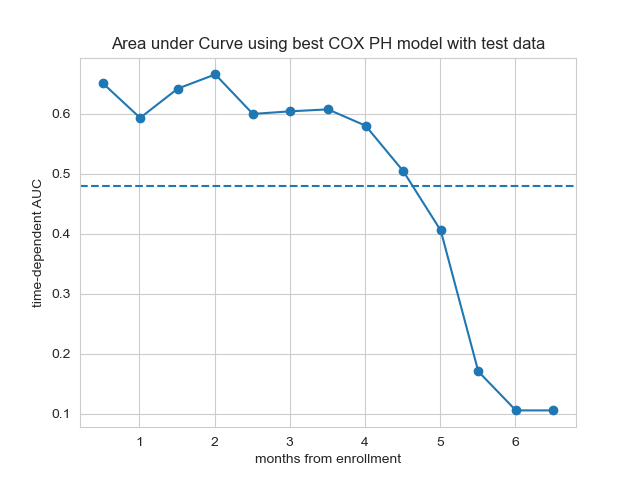 Area under Curve using best COX PH model with test data
time-dependent AUC
0.6
0.5
0.4
0.3
0.2
0.1
1 2 3 4 5 6
months from enrollment